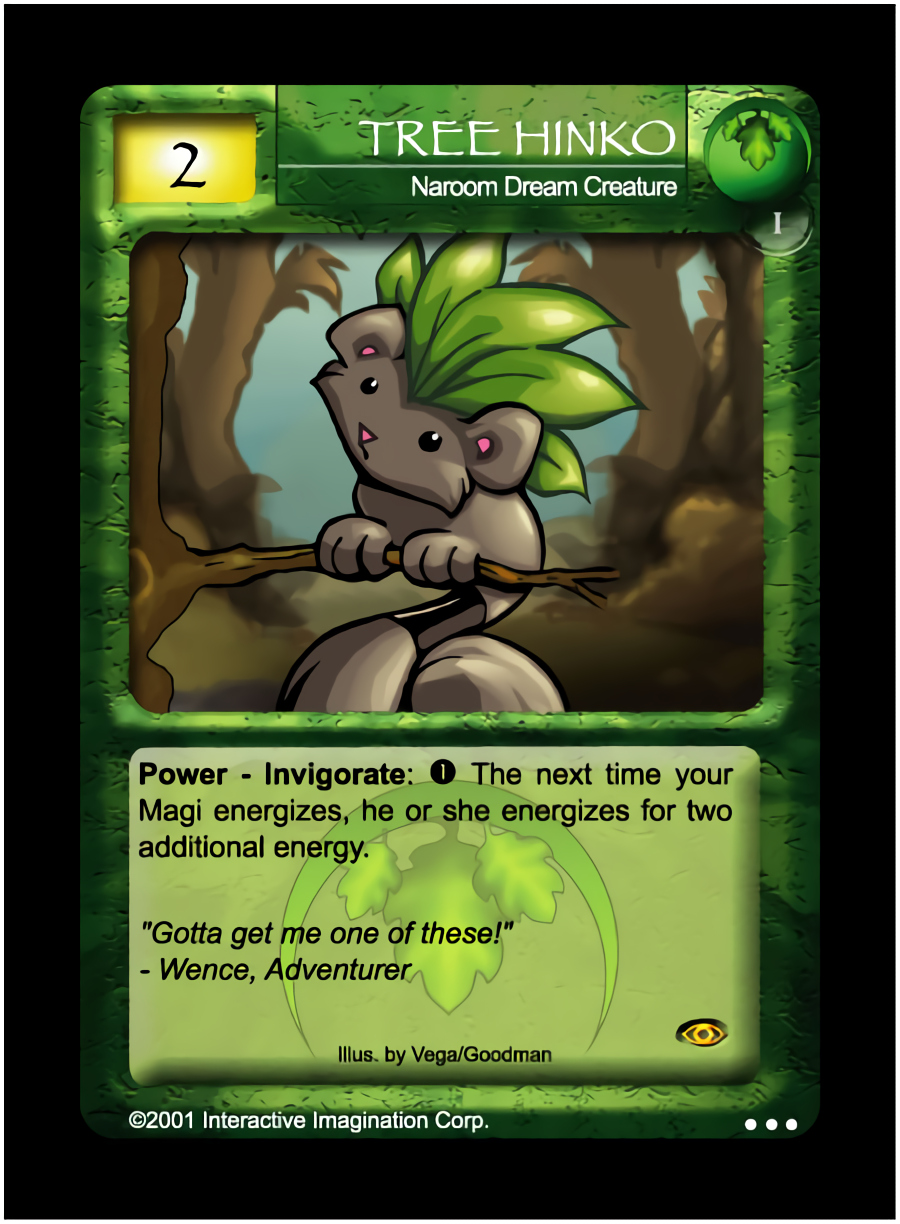 2
TREE HINKO
Naroom Dream Creature
I
Power - Invigorate: ❶ The next time your
Magi energizes, he or she energizes for two
additional energy.
"Gotta get me one of these!"
- Wence, Adventurer
Illus. by Vega/Goodman
©2001 Interactive Imagination Corp.